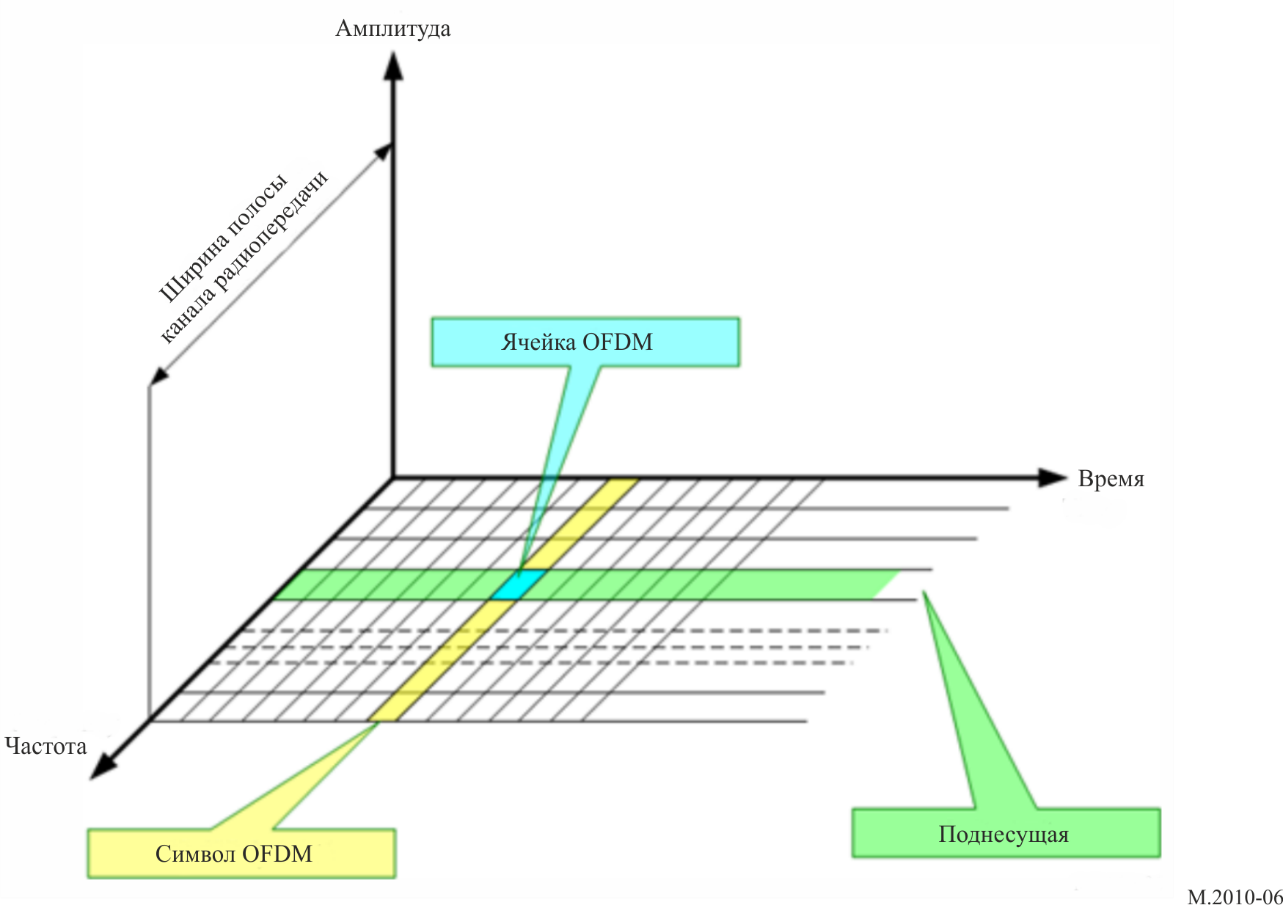 Амплитуда
Ширина полосы
канала радиопередачи
Ячейка OFDM
Время
Частота
Символ OFDM
Поднесущая
M.2010-06